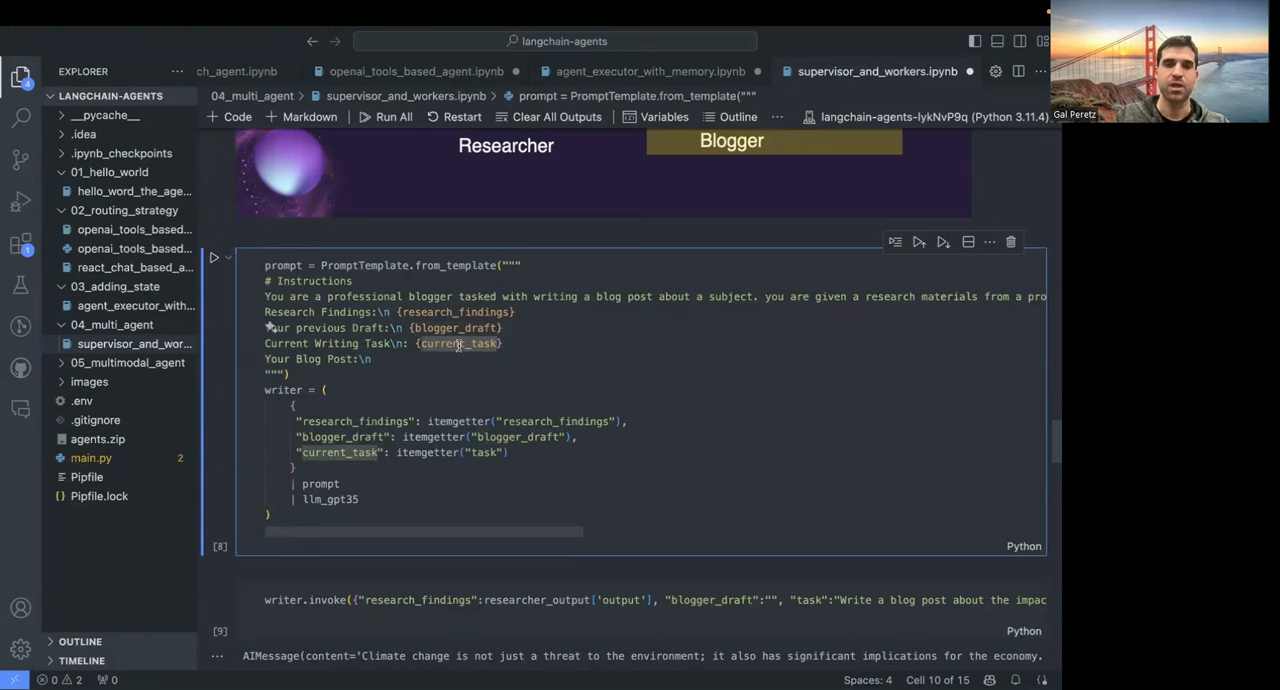 langchain-agents
EXPLORER
ch_agent.ipynb
openai_tools_based_agent.ipynb
agent_executor_with_memory.ipynb
supervisor_and_workers.ipynb
LANGCHAIN-AGENTS
04_multi_agent > supervisor_and_workers.ipynb > prompt = PromptTemplate.from_template("""
+ Code + Markdown Run All Restart Clear All Outputs Variables Outline ... langchain-agents-lykNvP9q (Python 3.11.4)
Gal Peretz
4
__pycache__
.idea
.ipynb_checkpoints
01_hello_world
hello_word_the_age...
02_routing_strategy
openai_tools_based...
openai_tools_based...
react_chat_based_a...
03_adding_state
agent_executor_with...
04_multi_agent
supervisor_and_wor...
05_multimodal_agent
images
.env
.gitignore
agents.zip
main.py 2
Pipfile
Pipfile.lock
1
OUTLINE
TIMELINE
Researcher
Blogger
prompt = PromptTemplate.from_template("""
# Instructions
You are a professional blogger tasked with writing a blog post about a subject. you are given a research materials from a pro
Research Findings:\n {research_findings}
ur previous Draft:\n {blogger_draft}
Current Writing Task\n: {current_task}
Your Blog Post:\n
""")
writer = (
{
"research_findings": itemgetter("research_findings"),
"blogger_draft": itemgetter("blogger_draft"),
"current_task": itemgetter("task")
}
| prompt
| llm_gpt35
)
[8]
Python
writer.invoke({"research_findings":researcher_output['output'], "blogger_draft":"", "task":"Write a blog post about the impac
[9]
Python
... AIMessage(content='Climate change is not just a threat to the environment; it also has significant implications for the economy.
0 2 0
Spaces: 4 Cell 10 of 15